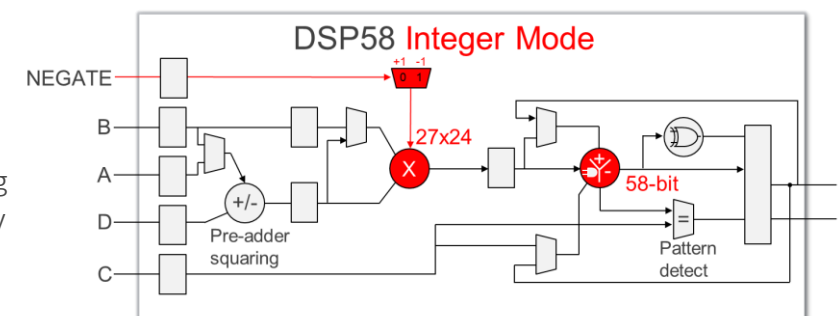 DSP58 Integer Mode
+1 -1
0 1
NEGATE
B
27x24
A
X
58-bit
+/-
D
Pre-adder
squaring
=
Pattern
detect
C
+
-
g
y